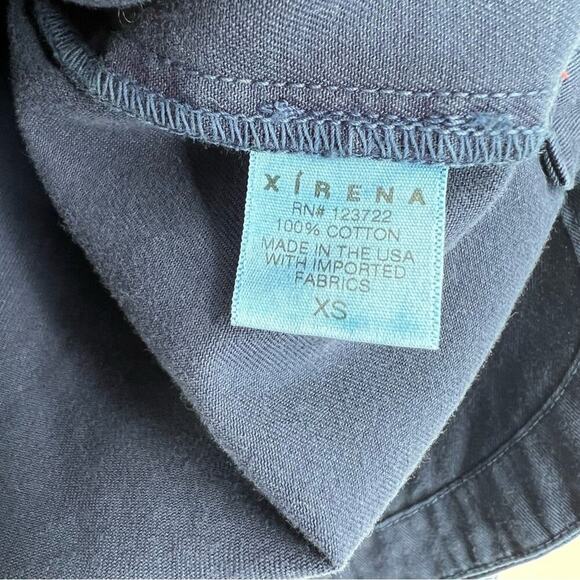 XÍRENA
RN# 123722
100% COTTON
MADE IN THE USA
WITH IMPORTED
FABRICS
XS